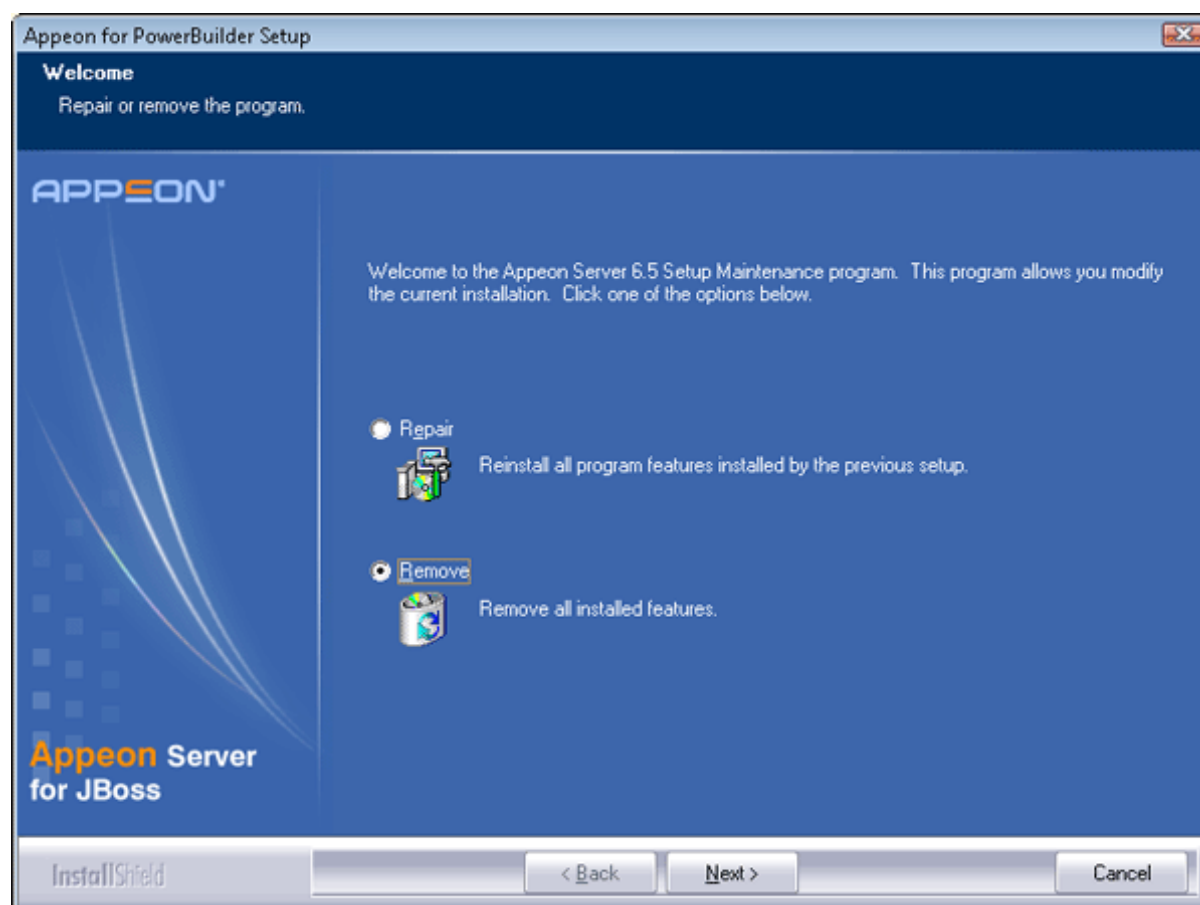 Appeon for PowerBuilder Setup
Welcome
Repair or remove the program.
APPEON
Welcome to the Appeon Server 6.5 Setup Maintenance program. This program allows you modify
the current installation. Click one of the options below.
Repair
Reinstall all program features installed by the previous setup.
Remove
Remove all installed features.
Appeon Server
for JBoss
InstallShield
< Back
Next >
Cancel